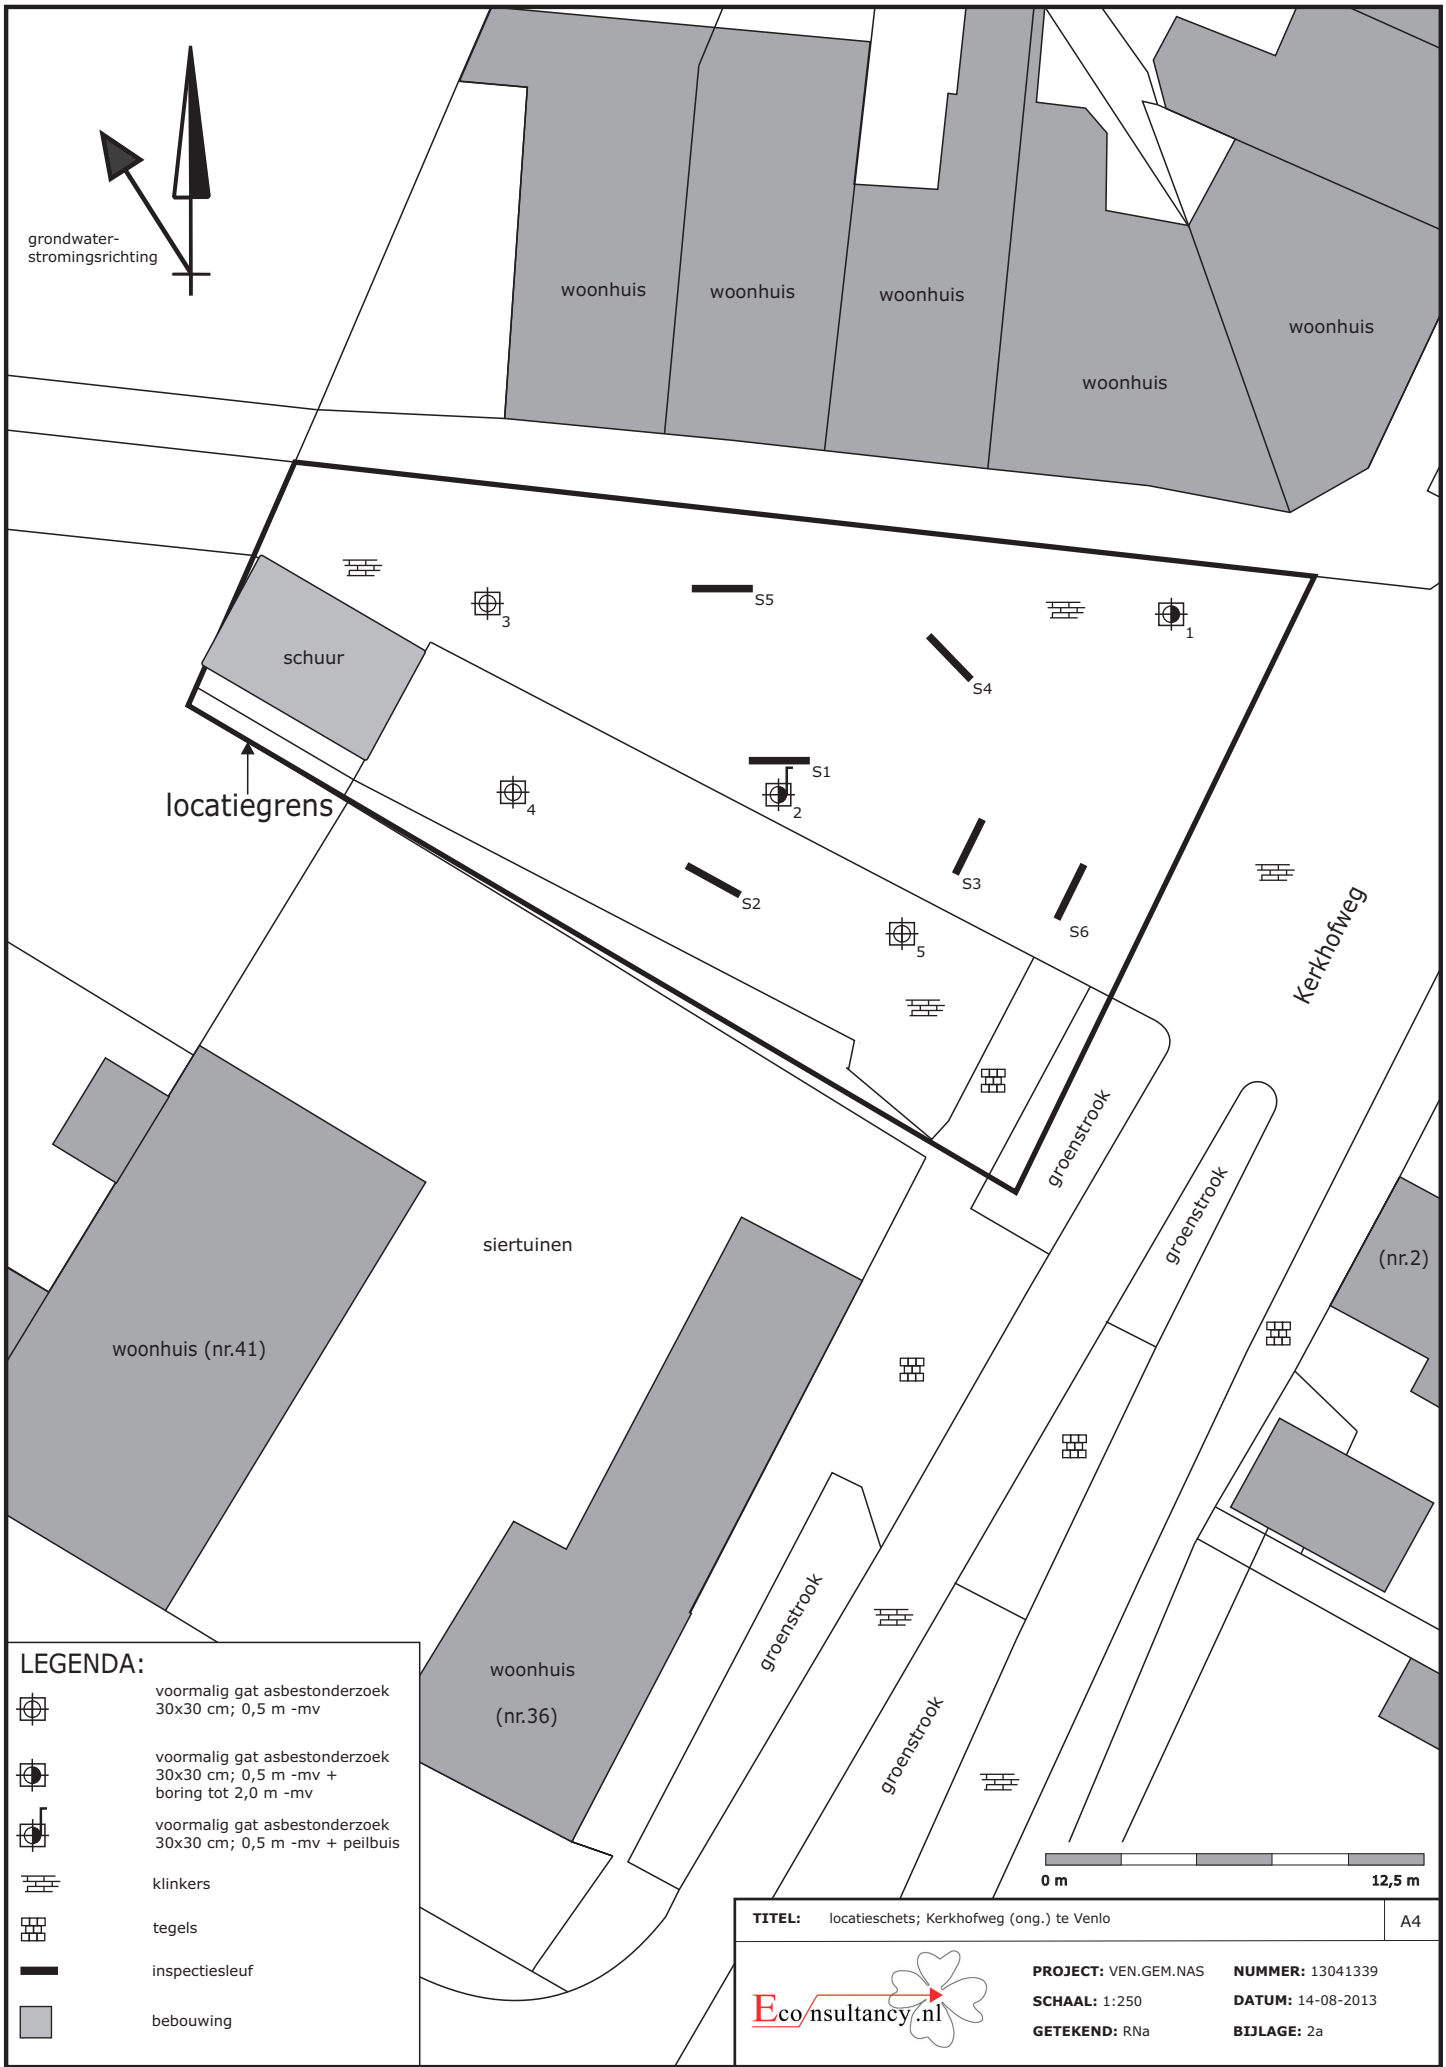 grondwater-
stromingsrichting
woonhuis
woonhuis
woonhuis
woonhuis
woonhuis
schuur
3
S5
1
S4
S1
2
4
locatiegrens
S2
S3
S6
5
Kerkhofweg
groenstrook
groenstrook
siertuinen
(nr.2)
woonhuis (nr.41)
groenstrook
woonhuis
(nr.36)
groenstrook
LEGENDA:
voormalig gat asbestonderzoek
30x30 cm; 0,5 m -mv
voormalig gat asbestonderzoek
30x30 cm; 0,5 m -mv +
boring tot 2,0 m -mv
voormalig gat asbestonderzoek
30x30 cm; 0,5 m -mv + peilbuis
klinkers
tegels
inspectiesleuf
bebouwing
0 m 12,5 m
TITEL: locatieschets; Kerkhofweg (ong.) te Venlo A4
Econsultancy.nl
PROJECT: VEN.GEM.NAS NUMMER: 13041339
SCHAAL: 1:250 DATUM: 14-08-2013
GETEKEND: RNa BIJLAGE: 2a